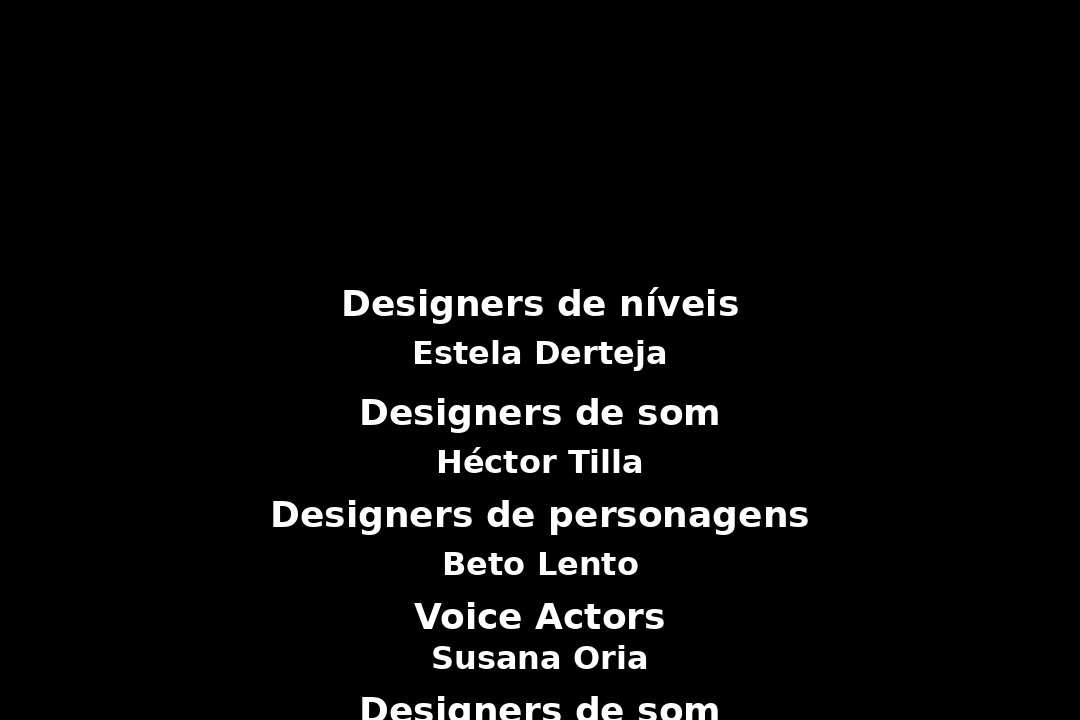 Designers de níveis
Estela Derteja
Designers de som
Héctor Tilla
Designers de personagens
Beto Lento
Voice Actors
Susana Oria
Designers de som